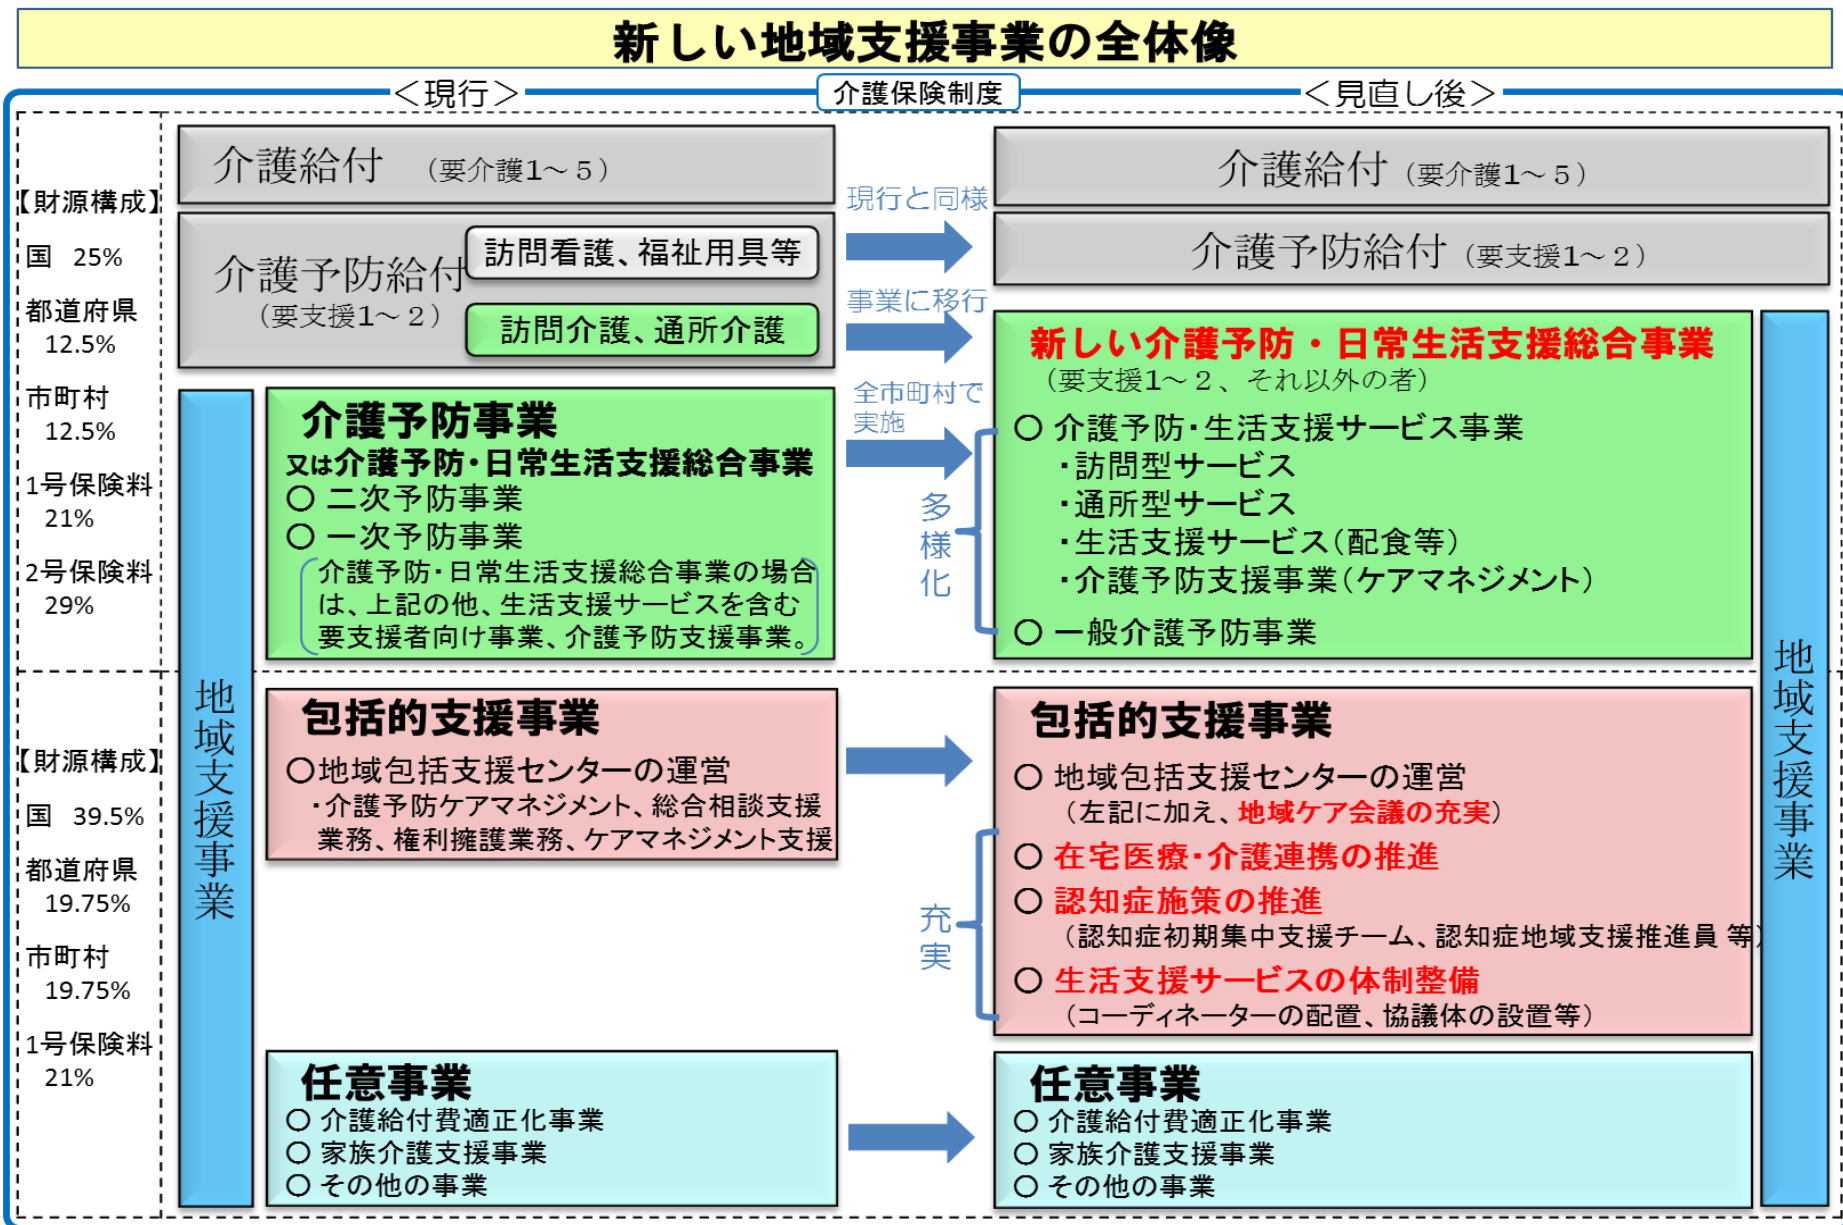 新しい地域支援事業の全体像
＜現行＞
介護保険制度
＜見直し後＞
【財源構成】
国 25%
都道府県
12.5%
市町村
12.5%
1号保険料
21%
2号保険料
29%
【財源構成】
国 39.5%
都道府県
19.75%
市町村
19.75%
1号保険料
21%
介護給付 （要介護1～５）
介護予防給付
（要支援1～２）
訪問看護、福祉用具等
訪問介護、通所介護
地域支援事業
介護予防事業
又は介護予防・日常生活支援総合事業
○ 二次予防事業
○ 一次予防事業
介護予防・日常生活支援総合事業の場合
は、上記の他、生活支援サービスを含む
要支援者向け事業、介護予防支援事業。
包括的支援事業
○地域包括支援センターの運営
・介護予防ケアマネジメント、総合相談支援
業務、権利擁護業務、ケアマネジメント支援
任意事業
○ 介護給付費適正化事業
○ 家族介護支援事業
○ その他の事業
現行と同様
事業に移行
全市町村で
実施
多様化
充実
介護給付（要介護1～５）
介護予防給付（要支援1～２）
新しい介護予防・日常生活支援総合事業
（要支援1～２、それ以外の者）
○ 介護予防・生活支援サービス事業
・訪問型サービス
・通所型サービス
・生活支援サービス（配食等）
・介護予防支援事業（ケアマネジメント）
○ 一般介護予防事業
包括的支援事業
○ 地域包括支援センターの運営
（左記に加え、地域ケア会議の充実）
○ 在宅医療・介護連携の推進
○ 認知症施策の推進
（認知症初期集中支援チーム、認知症地域支援推進員 等）
○ 生活支援サービスの体制整備
（コーディネーターの配置、協議体の設置等）
任意事業
○ 介護給付費適正化事業
○ 家族介護支援事業
○ その他の事業
地域支援事業